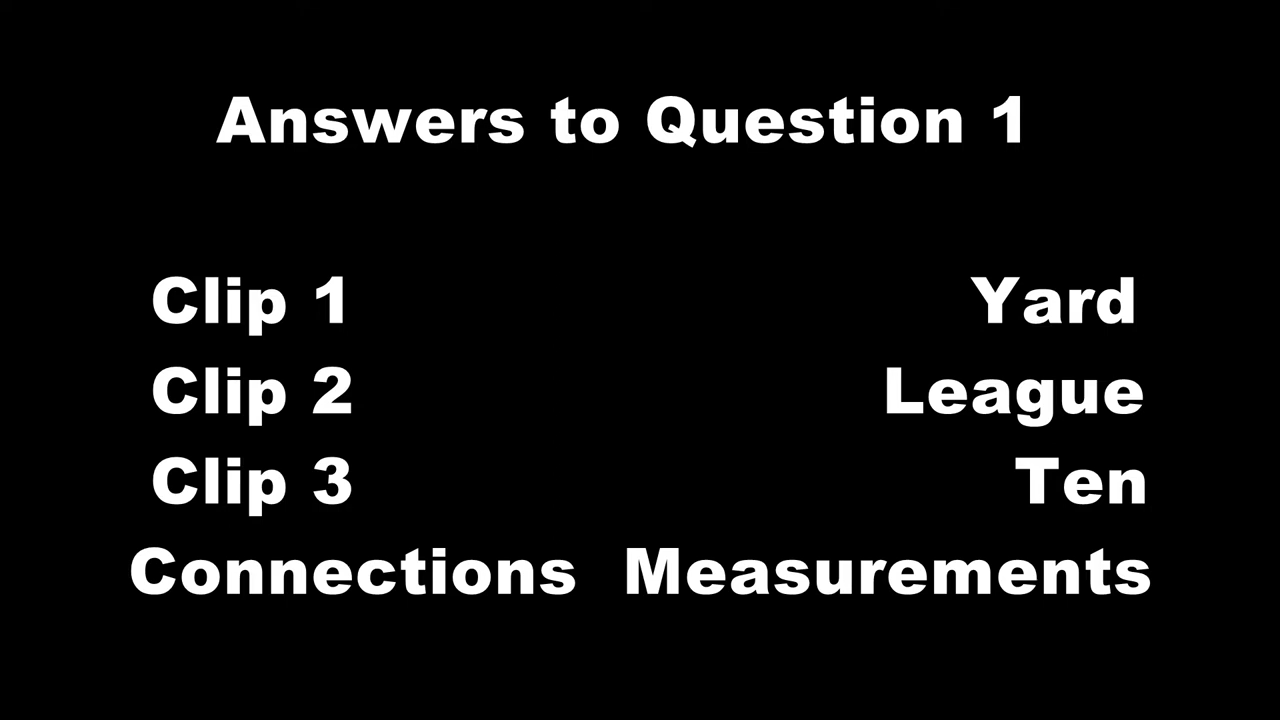 Answers to Question 1
Clip 1 Yard
Clip 2 League
Clip 3 Ten
Connections Measurements